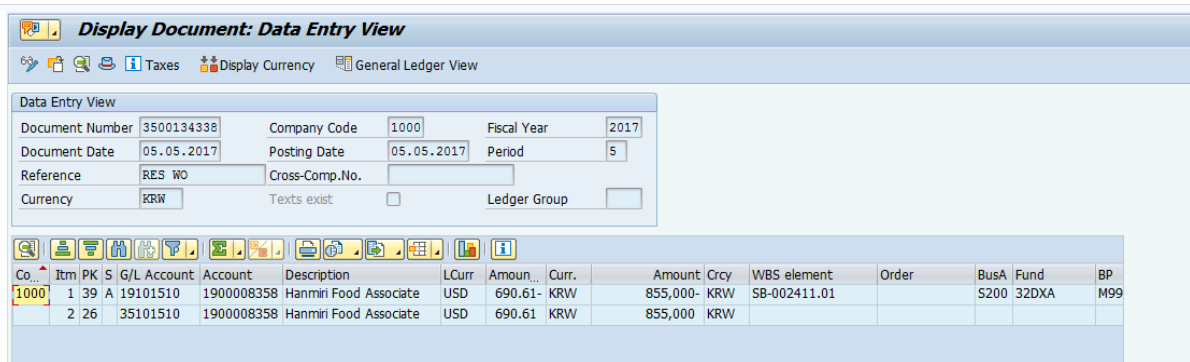 Display Document: Data Entry View
Taxes Display Currency General Ledger View
Data Entry View
Document Number 3500134338 Company Code 1000 Fiscal Year 2017
Document Date 05.05.2017 Posting Date 05.05.2017 Period 5
Reference RES WO Cross-Comp.No.
Currency KRW Texts exist Ledger Group
Co... Itm PK S G/L Account Account Description LCurr Amoun... Curr. Amount Crcy WBS element Order BusA Fund BP
1000 1 39 A 19101510 1900008358 Hanmiri Food Associate USD 690.61- KRW 855,000- KRW SB-002411.01 S200 32DXA M99
2 26 35101510 1900008358 Hanmiri Food Associate USD 690.61 KRW 855,000 KRW